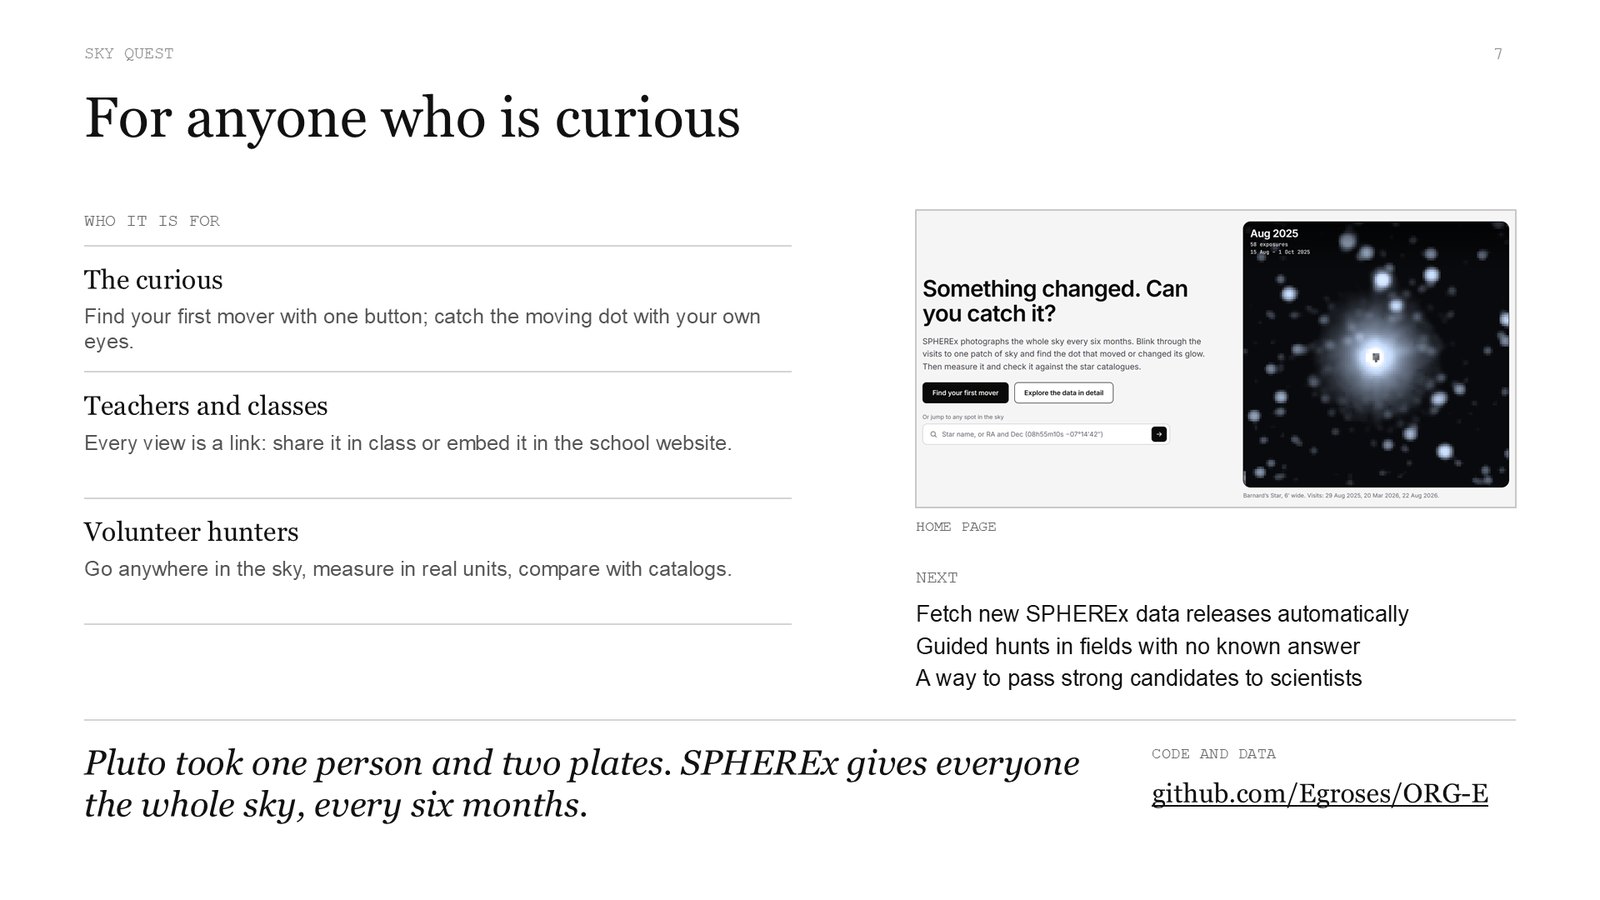 SKY QUEST
7
For anyone who is curious
WHO IT IS FOR
The curious
Find your first mover with one button; catch the moving dot with your own
eyes.
Teachers and classes
Every view is a link: share it in class or embed it in the school website.
Volunteer hunters
Go anywhere in the sky, measure in real units, compare with catalogs.
Something changed. Can
you catch it?
SPHEREx photographs the whole sky every six months. Blink through the
visits to one patch of sky and find the dot that moved or changed its glow.
Then measure it and check it against the star catalogues.
Find your first mover
Explore the data in detail
Or jump to any spot in the sky
Star name, or RA and Dec (08h55m10s −07°14'42")
Aug 2025
58 exposures
15 Aug – 1 Oct 2025
Barnard's Star, 6' wide. Visits: 29 Aug 2025, 20 Mar 2026, 22 Aug 2026.
HOME PAGE
NEXT
Fetch new SPHEREx data releases automatically
Guided hunts in fields with no known answer
A way to pass strong candidates to scientists
Pluto took one person and two plates. SPHEREx gives everyone
the whole sky, every six months.
CODE AND DATA
github.com/Egroses/ORG-E